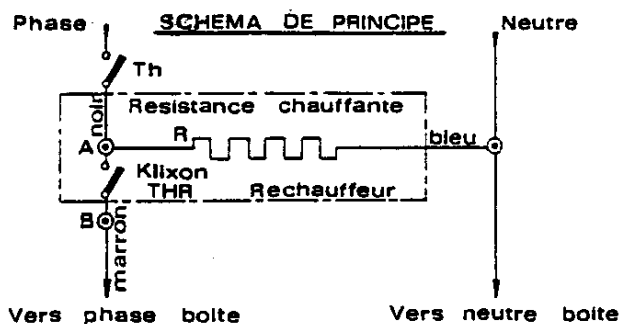 Phase SCHEMA DE PRINCIPE Neutre
Th
noir
Resistance chauffante
A R bleu
Klixon
THR Rechauffeur
B
marron
Vers phase boite Vers neutre boite